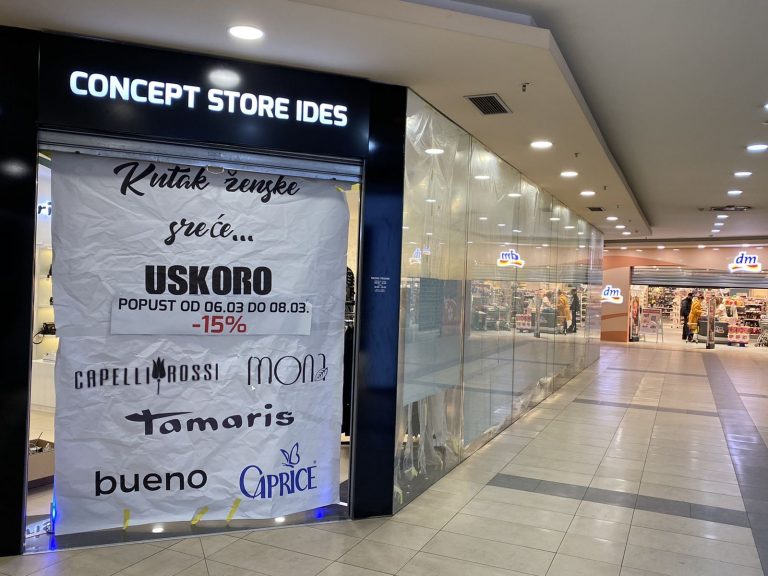 CONCEPT STORE IDES
Kutak ženske
sreće...
USKORO
POPUST OD 06.03 DO 08.03.
-15%
CAPELLI ROSSI
MONA
Tamaris
bueno
CAPRICE
dm
dm
dm